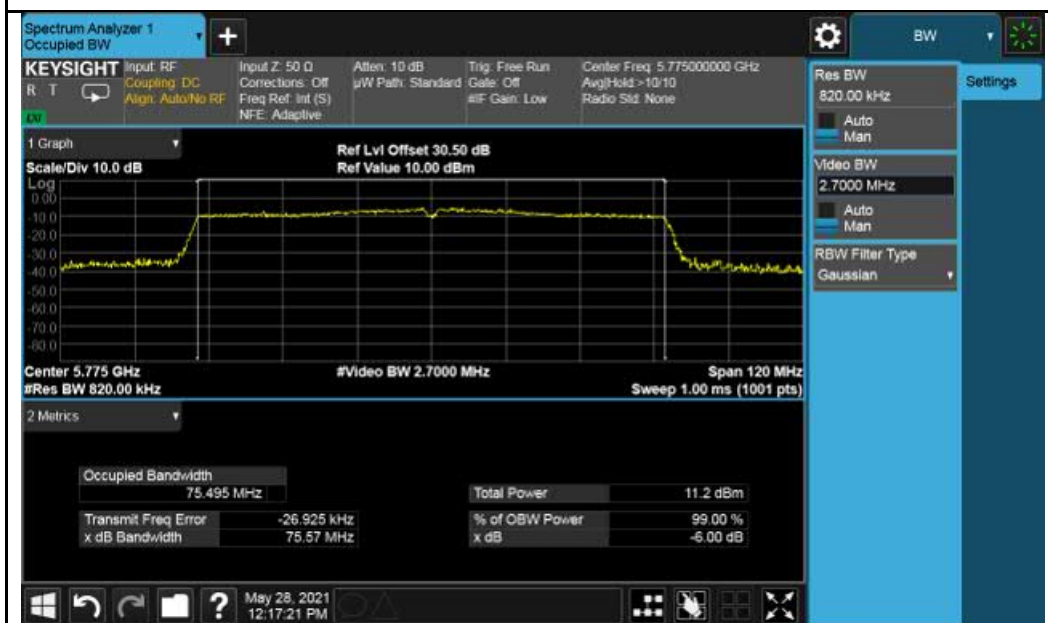 Spectrum Analyzer 1
Occupied BW
+
BW
KEYSIGHT
R T
LXI
Input: RF
Coupling: DC
Align: Auto/No RF
Input Z: 50 Ω
Corrections: Off
Freq Ref: Int (S)
NFE: Adaptive
Atten: 10 dB
µW Path: Standard
Trig: Free Run
Gate: Off
#IF Gain: Low
Center Freq: 5.775000000 GHz
Avg|Hold:>10/10
Radio Std: None
Res BW
820.00 kHz
Auto
Man
Settings
Video BW
2.7000 MHz
Auto
Man
RBW Filter Type
Gaussian
1 Graph
Scale/Div 10.0 dB
Ref Lvl Offset 30.50 dB
Ref Value 10.00 dBm
Log
0.00
-10.0
-20.0
-30.0
-40.0
-50.0
-60.0
-70.0
-80.0
Center 5.775 GHz
#Video BW 2.7000 MHz
Span 120 MHz
#Res BW 820.00 kHz
Sweep 1.00 ms (1001 pts)
2 Metrics
Occupied Bandwidth
75.495 MHz
Total Power 11.2 dBm
Transmit Freq Error -26.925 kHz
% of OBW Power 99.00 %
x dB Bandwidth 75.57 MHz
x dB -6.00 dB
?
May 28, 2021
12:17:21 PM